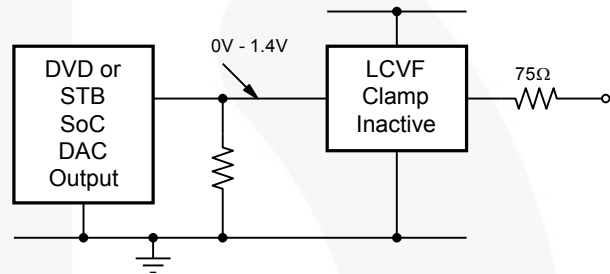 0V - 1.4V
DVD or
STB
SoC
DAC
Output
LCVF
Clamp
Inactive
75Ω